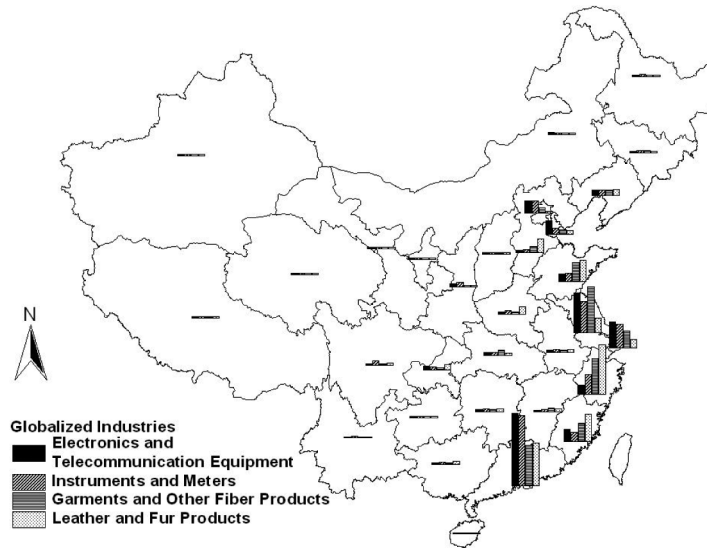 N
Globalized Industries
Electronics and
Telecommunication Equipment
Instruments and Meters
Garments and Other Fiber Products
Leather and Fur Products